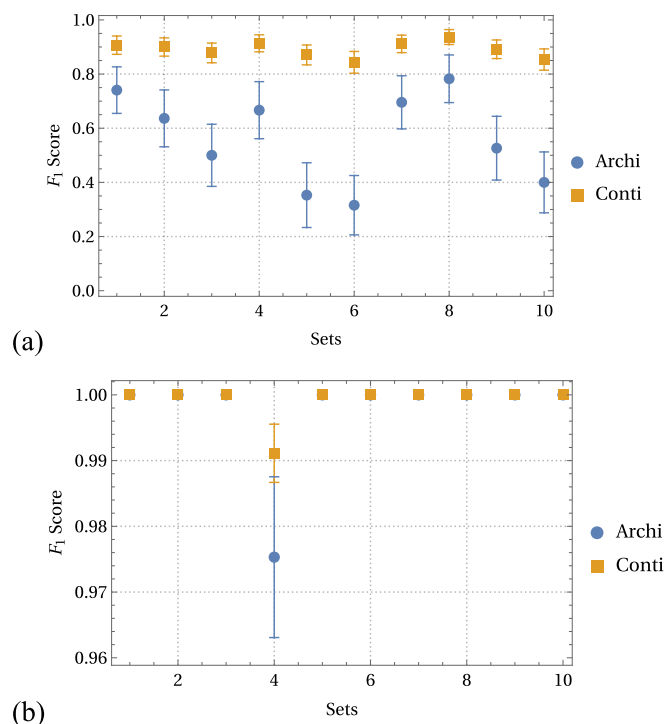 1.0
0.8
0.6
0.4
0.2
0.0
F1 Score
2 4 6 8 10
Sets
Archi
Conti
(a)
1.00
0.99
0.98
0.97
0.96
F1 Score
2 4 6 8 10
Sets
Archi
Conti
(b)